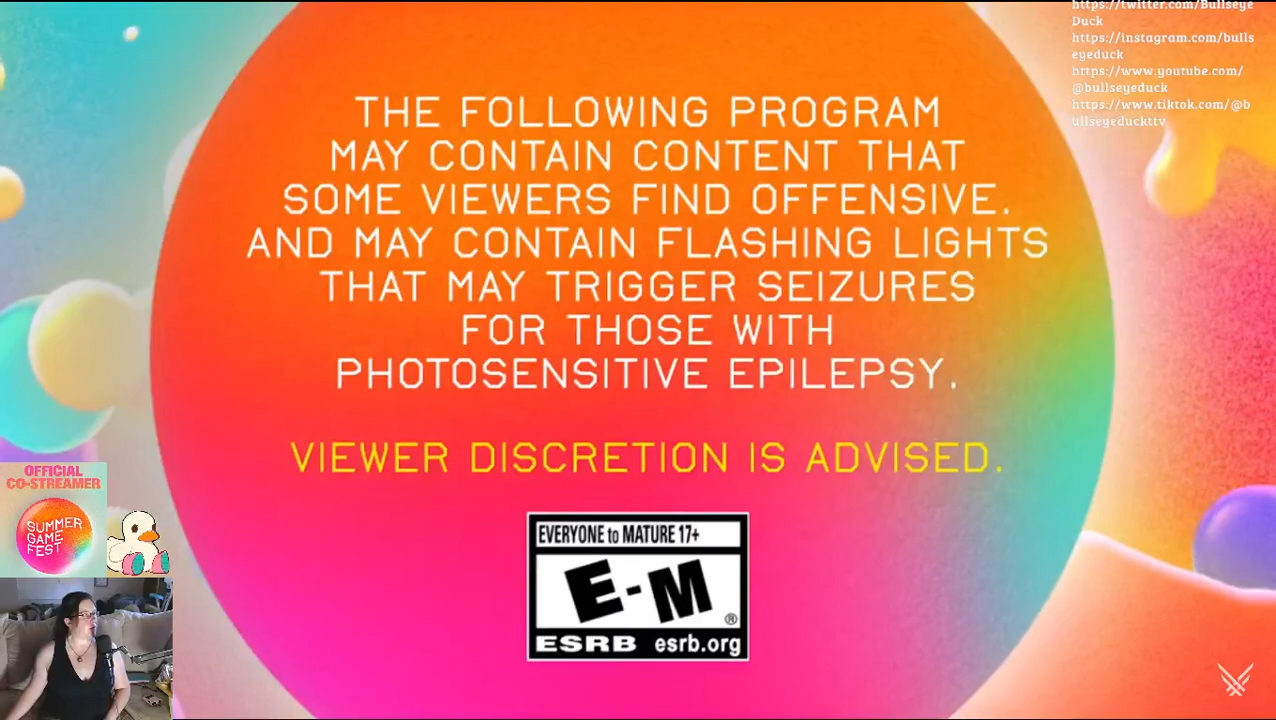 https://twitter.com/Bullseye
Duck
https://instagram.com/bulls
eyeduck
https://www.youtube.com/
@bullseyeduck
https://www.tiktok.com/@b
ullseyeduckttv
THE FOLLOWING PROGRAM
MAY CONTAIN CONTENT THAT
SOME VIEWERS FIND OFFENSIVE.
AND MAY CONTAIN FLASHING LIGHTS
THAT MAY TRIGGER SEIZURES
FOR THOSE WITH
PHOTOSENSITIVE EPILEPSY.
VIEWER DISCRETION IS ADVISED.
OFFICIAL
CO-STREAMER
SUMMER
GAME
FEST
EVERYONE to MATURE 17+
E-M®
ESRB esrb.org